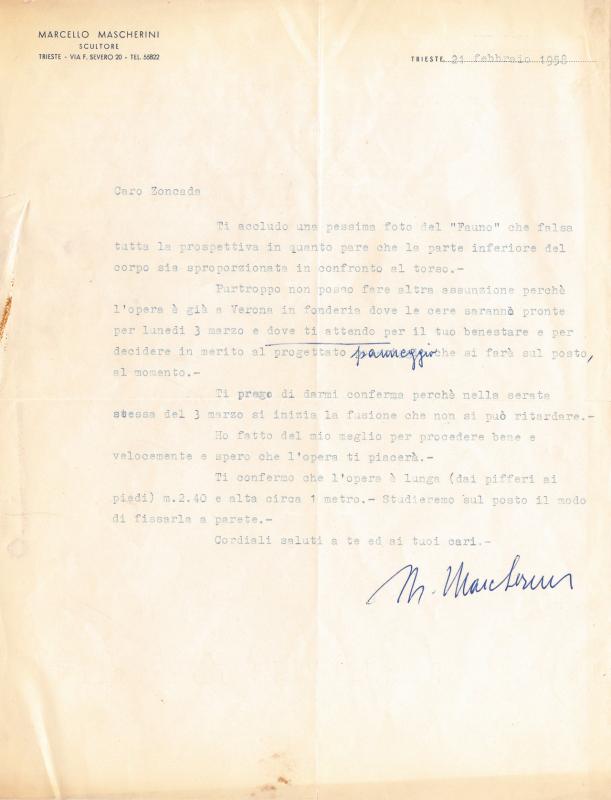 MARCELLO MASCHERINI
SCULTORE
TRIESTE - VIA F. SEVERO 20 - TEL. 56822
TRIESTE, 21 febbraio 1958
Caro Zoncada
Ti accludo una pessima foto del "Fauno" che falsa
tutta la prospettiva in quanto pare che la parte inferiore del
corpo sia sproporzionata in confronto al torso.-
Purtroppo non posso fare altra assunzione perchè
l'opera è già a Verona in fonderia dove le cere saranno pronte
per lunedi 3 marzo e dove ti attendo per il tuo benestare e per
decidere in merito al progettato panneggio che si farà sul posto,
al momento.-
Ti prego di darmi conferma perchè nella serata
stessa del 3 marzo si inizia la fusione che non si può ritardare.-
Ho fatto del mio meglio per procedere bene e
velocemente e spero che l'opera ti piacerà.-
Ti confermo che l'opera è lunga (dai pifferi ai
piedi) m.2.40 e alta circa 1 metro.- Studieremo sul posto il modo
di fissarla a parete.-
Cordiali saluti a te ed ai tuoi cari.-
M. Mascherini